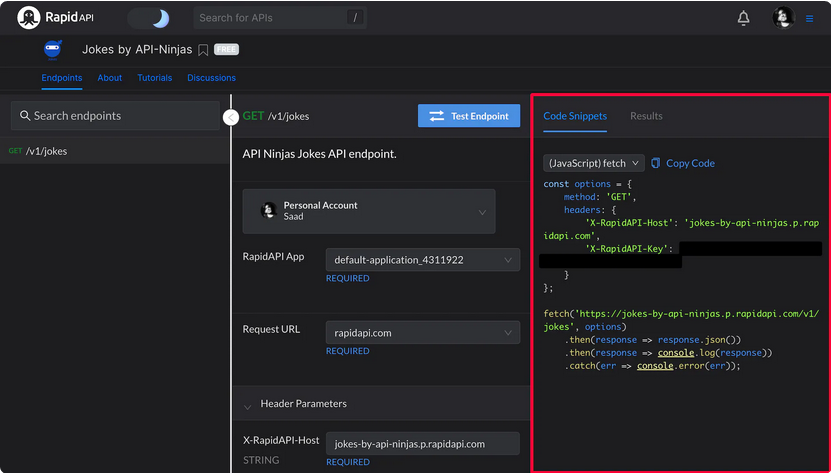 RapidAPI
Search for APIs
/
Jokes by API-Ninjas
FREE
Endpoints
About
Tutorials
Discussions
Search endpoints
GET /v1/jokes
GET /v1/jokes
Test Endpoint
API Ninjas Jokes API endpoint.
Personal Account
Saad
RapidAPI App
default-application_4311922
REQUIRED
Request URL
rapidapi.com
REQUIRED
Header Parameters
X-RapidAPI-Host
jokes-by-api-ninjas.p.rapidapi.com
STRING
REQUIRED
Code Snippets
Results
(JavaScript) fetch
Copy Code
const options = {
method: 'GET',
headers: {
'X-RapidAPI-Host': 'jokes-by-api-ninjas.p.rap
idapi.com',
'X-RapidAPI-Key':
}
};
fetch('https://jokes-by-api-ninjas.p.rapidapi.com/v1/
jokes', options)
.then(response => response.json())
.then(response => console.log(response))
.catch(err => console.error(err));